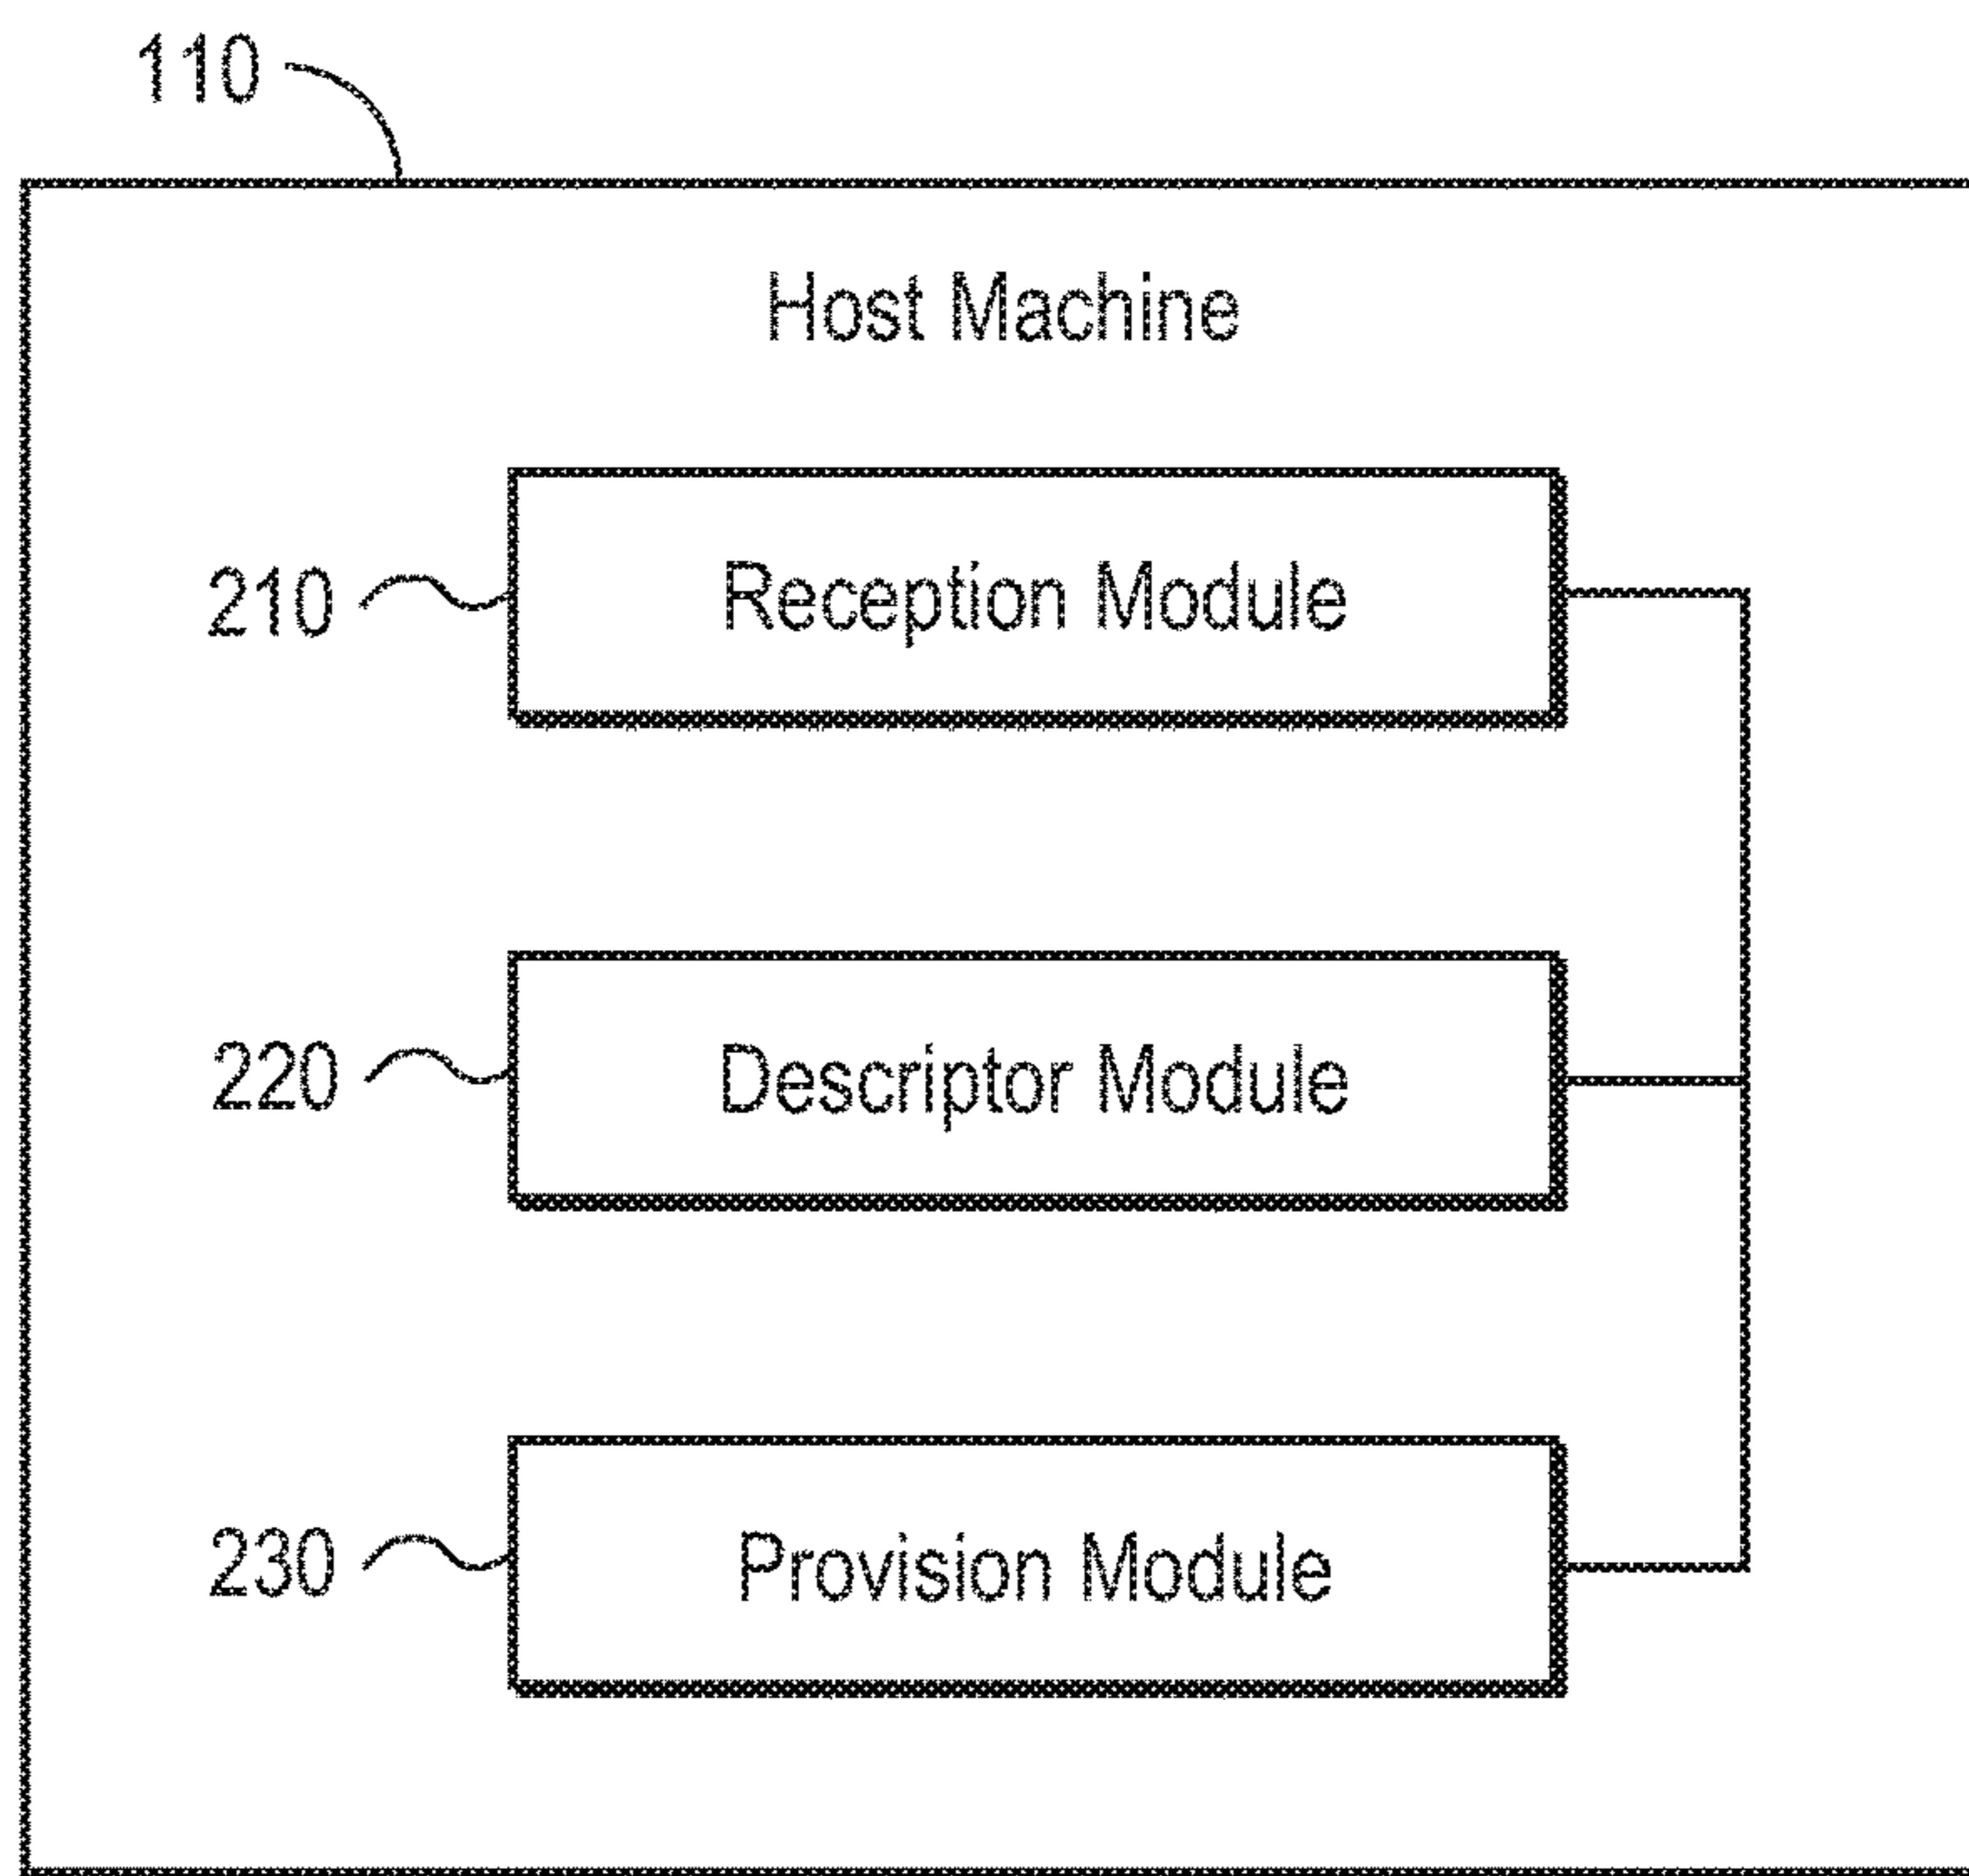 110
Host Machine
210 Reception Module
220 Descriptor Module
230 Provision Module